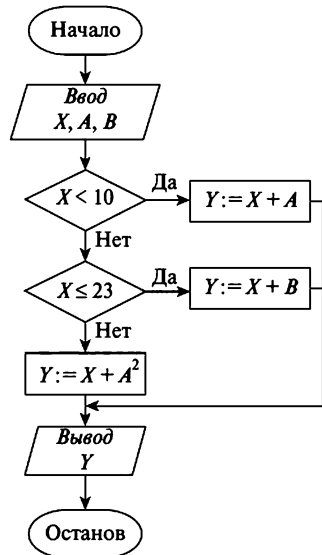 Начало
Ввод
X, A, B
X < 10
Да
Y := X + A
Нет
X ≤ 23
Да
Y := X + B
Нет
Y := X + A²
Вывод
Y
Останов